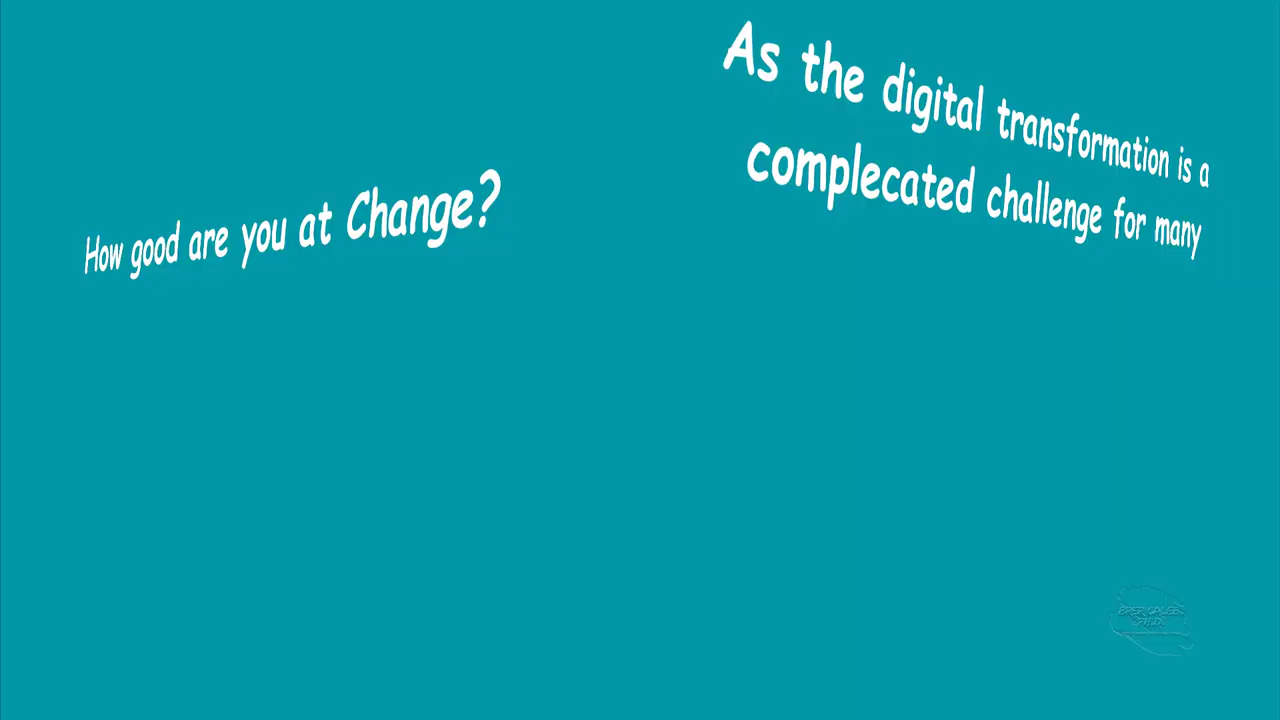 How good are you at Change?
As the digital transformation is a
complecated challenge for many